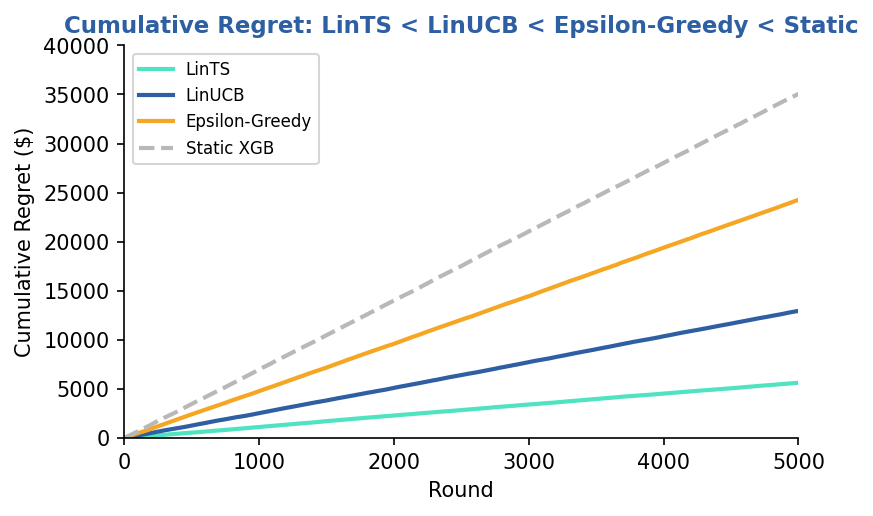 Cumulative Regret: LinTS < LinUCB < Epsilon-Greedy < Static
Cumulative Regret ($)
40000
35000
30000
25000
20000
15000
10000
5000
0
LinTS
LinUCB
Epsilon-Greedy
Static XGB
0 1000 2000 3000 4000 5000
Round